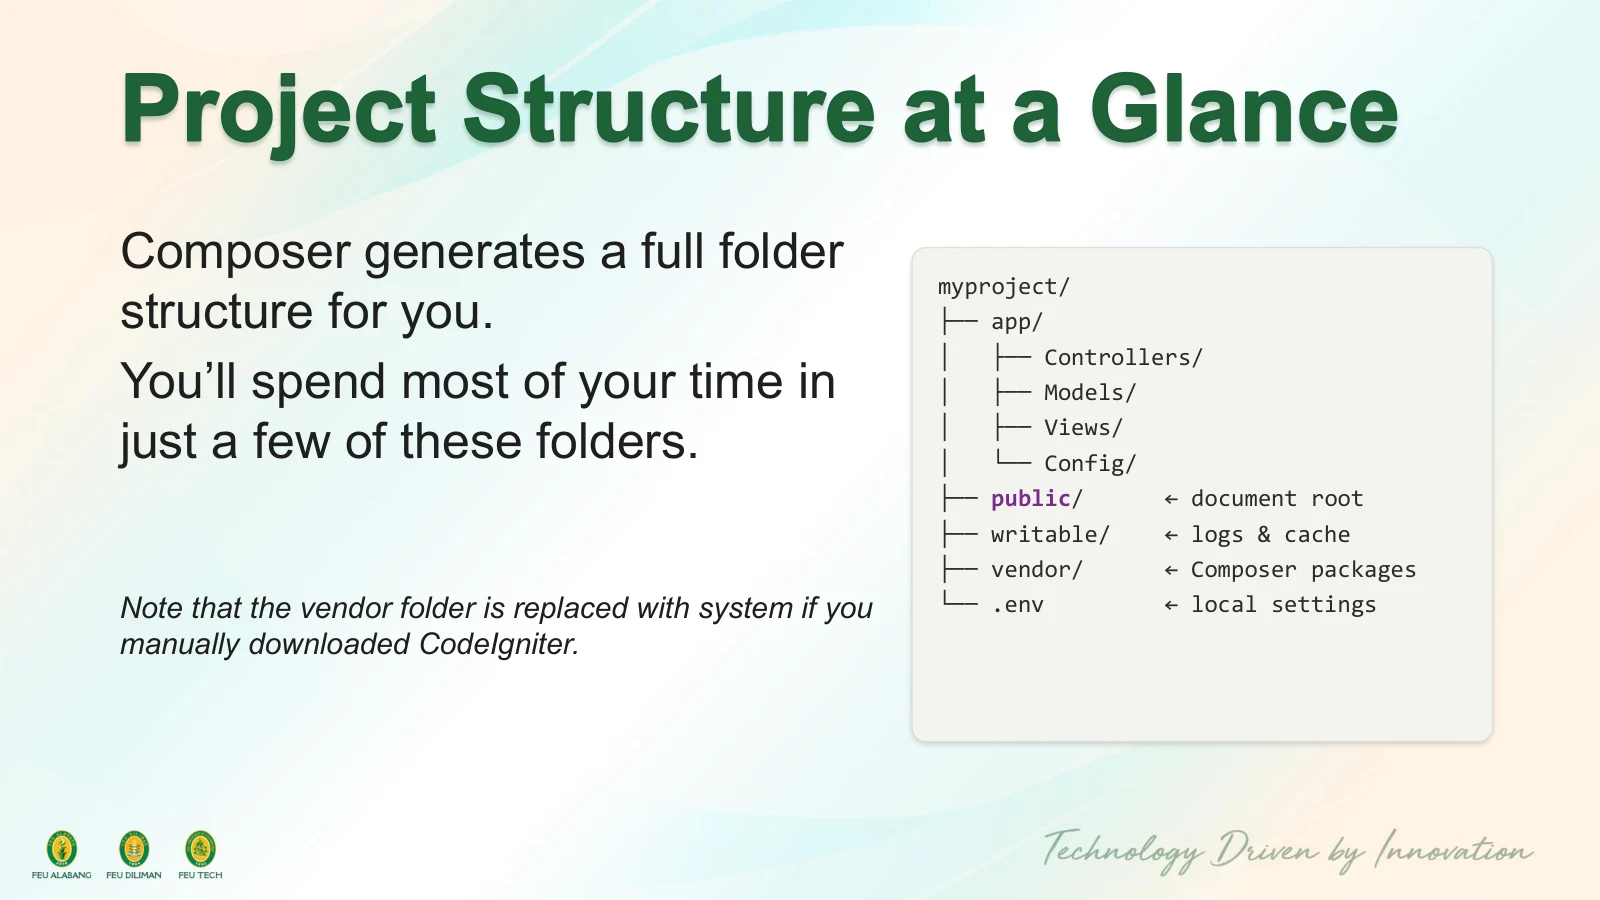 Project Structure at a Glance
Composer generates a full folder
structure for you.
You’ll spend most of your time in
just a few of these folders.
Note that the vendor folder is replaced with system if you
manually downloaded CodeIgniter.
myproject/
├── app/
│   ├── Controllers/
│   ├── Models/
│   ├── Views/
│   └── Config/
├── public/      ← document root
├── writable/    ← logs & cache
├── vendor/      ← Composer packages
└── .env         ← local settings
FEU ALABANG
FEU DILIMAN
FEU TECH
Technology Driven by Innovation